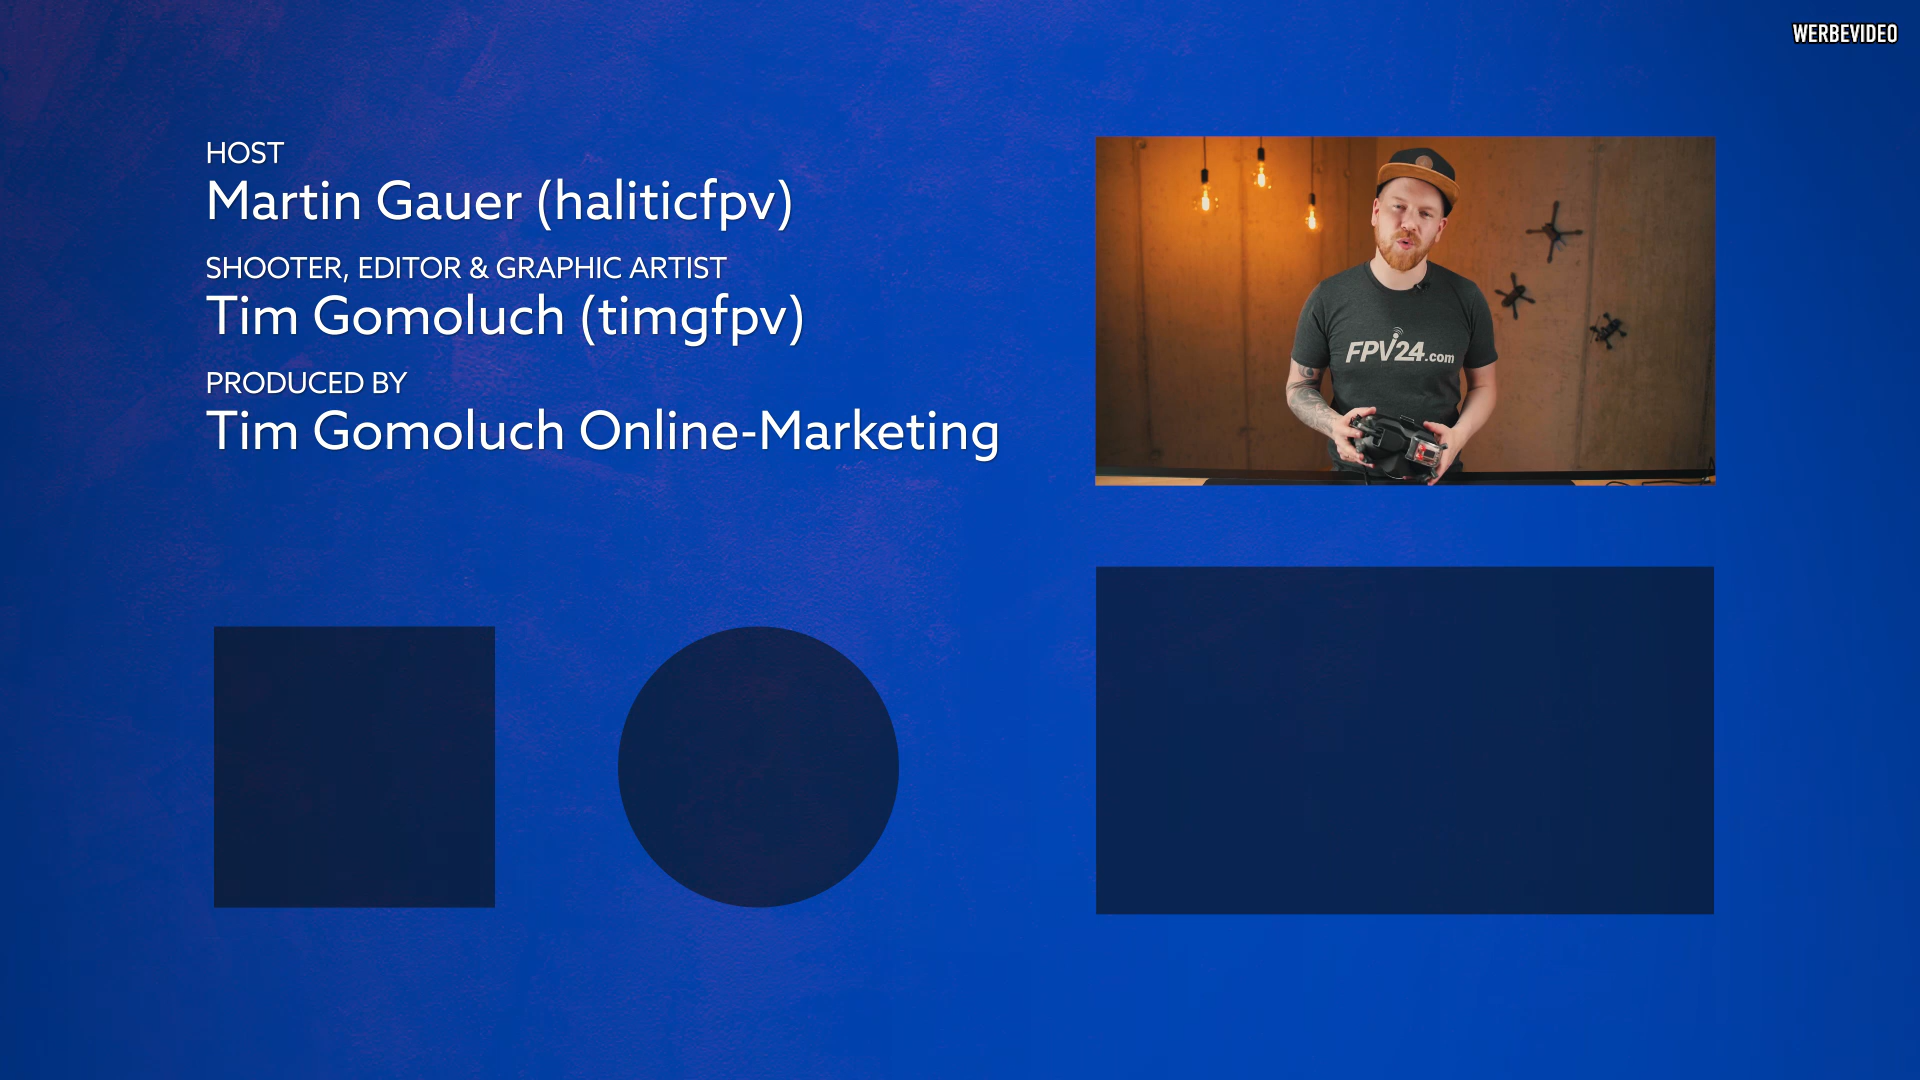 WERBEVIDEO
HOST
Martin Gauer (haliticfpv)
SHOOTER, EDITOR & GRAPHIC ARTIST
Tim Gomoluch (timgfpv)
PRODUCED BY
Tim Gomoluch Online-Marketing
FPV24.com